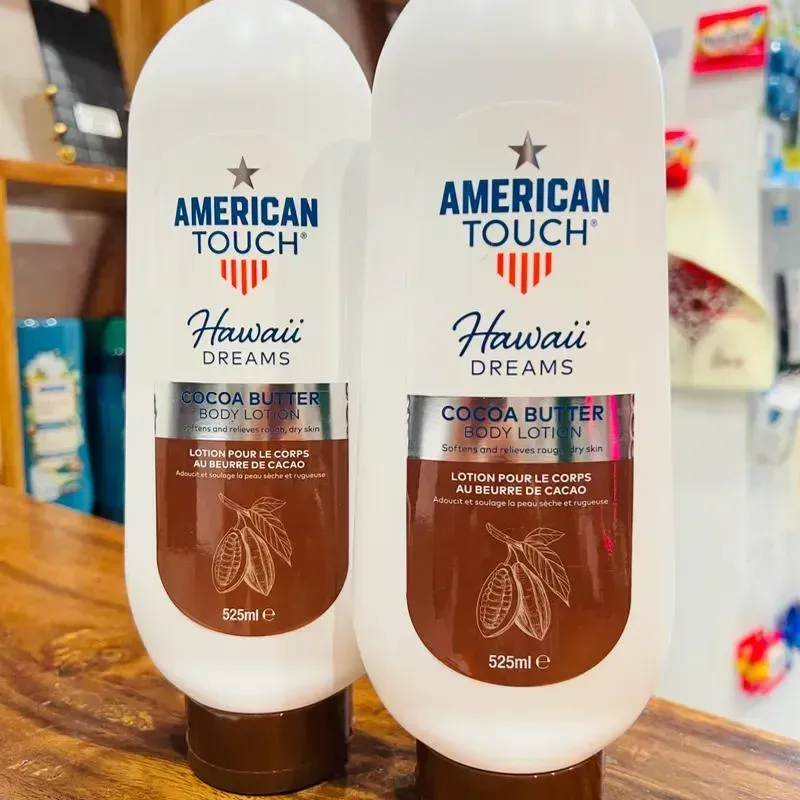 AMERICAN
TOUCH®
Hawaii
DREAMS
COCOA BUTTER
BODY LOTION
Softens and relieves rough, dry skin
LOTION POUR LE CORPS
AU BEURRE DE CACAO
Adoucit et soulage la peau sèche et rugueuse
525ml ℮
AMERICAN
TOUCH®
Hawaii
DREAMS
COCOA BUTTER
BODY LOTION
Softens and relieves rough, dry skin
LOTION POUR LE CORPS
AU BEURRE DE CACAO
Adoucit et soulage la peau sèche et rugueuse
525ml ℮